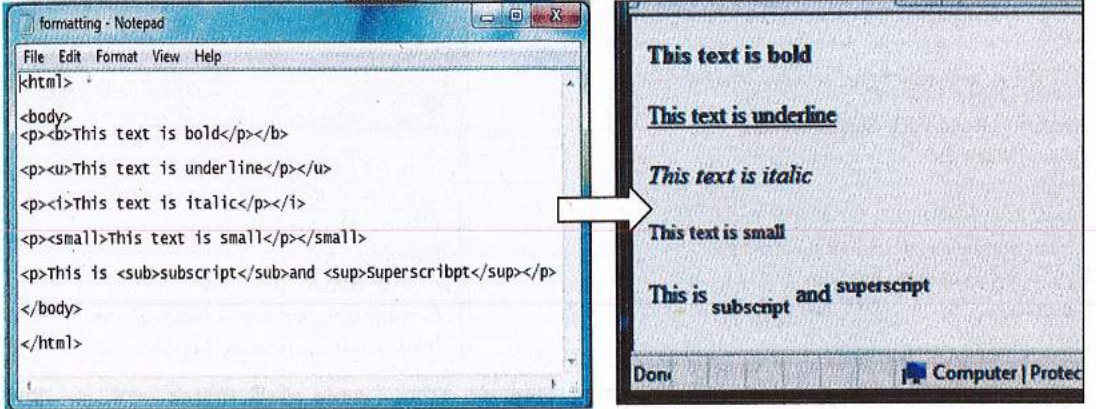 formatting - Notepad
File Edit Format View Help
<html>
<body>
<p><b>This text is bold</p></b>
<p><u>This text is underline</p></u>
<p><i>This text is italic</p></i>
<p><small>This text is small</p></small>
<p>This is <sub>subscript</sub>and <sup>Superscribpt</sup></p>
</body>
</html>
This text is bold
This text is underline
This text is italic
This text is small
This is subscript and superscript
Done
Computer | Protec